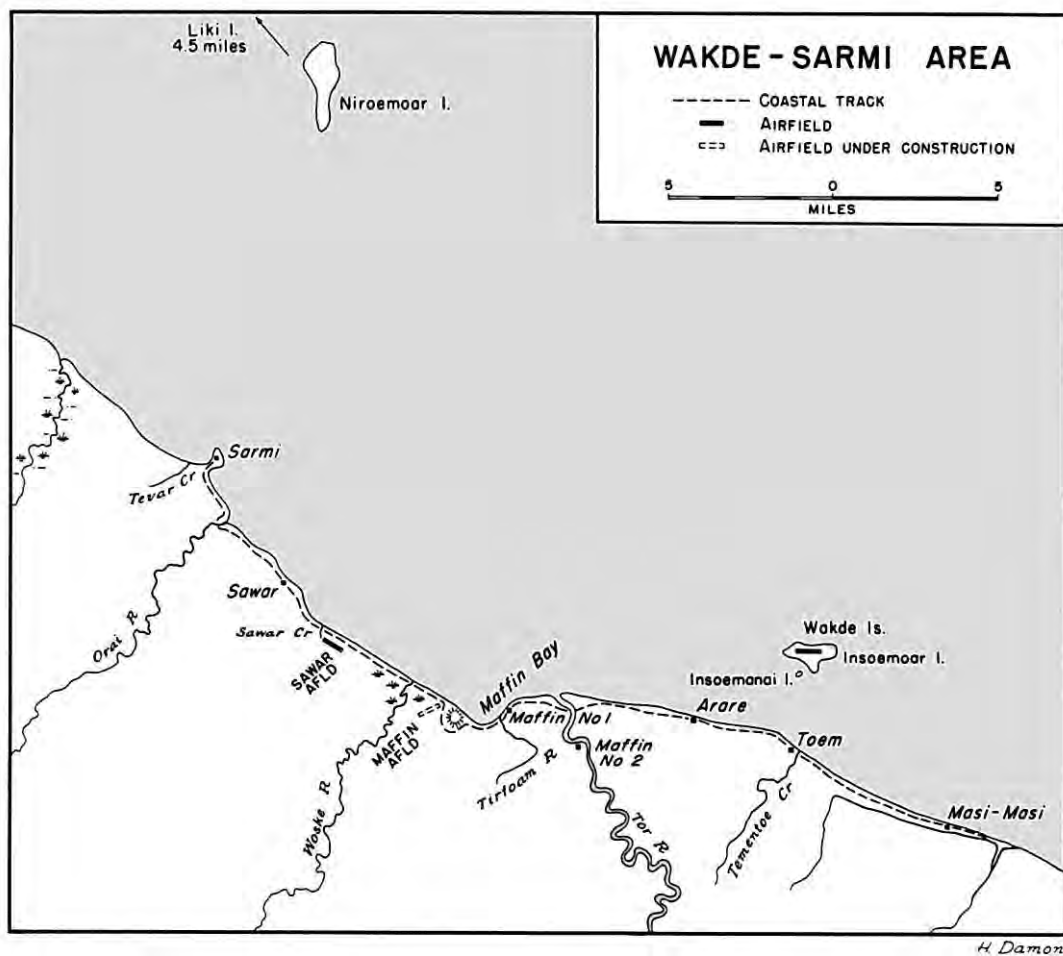 Liki I.
4.5 miles
Niroemoar I.
WAKDE-SARMI AREA
COASTAL TRACK
AIRFIELD
AIRFIELD UNDER CONSTRUCTION
5 0 5
MILES
Sarmi
Tevar Cr
Sawar
Orai R
Sawar Cr
SAWAR
AFLD
Maffin Bay
MAFFIN
AFLD
Woske R
Maffin No 1
Maffin
No 2
Tirfoam R
Tor R
Wakde Is.
Insoemoar I.
Insoemanai I.
Arare
Toem
Tementoe Cr
Masi-Masi
H. Damon